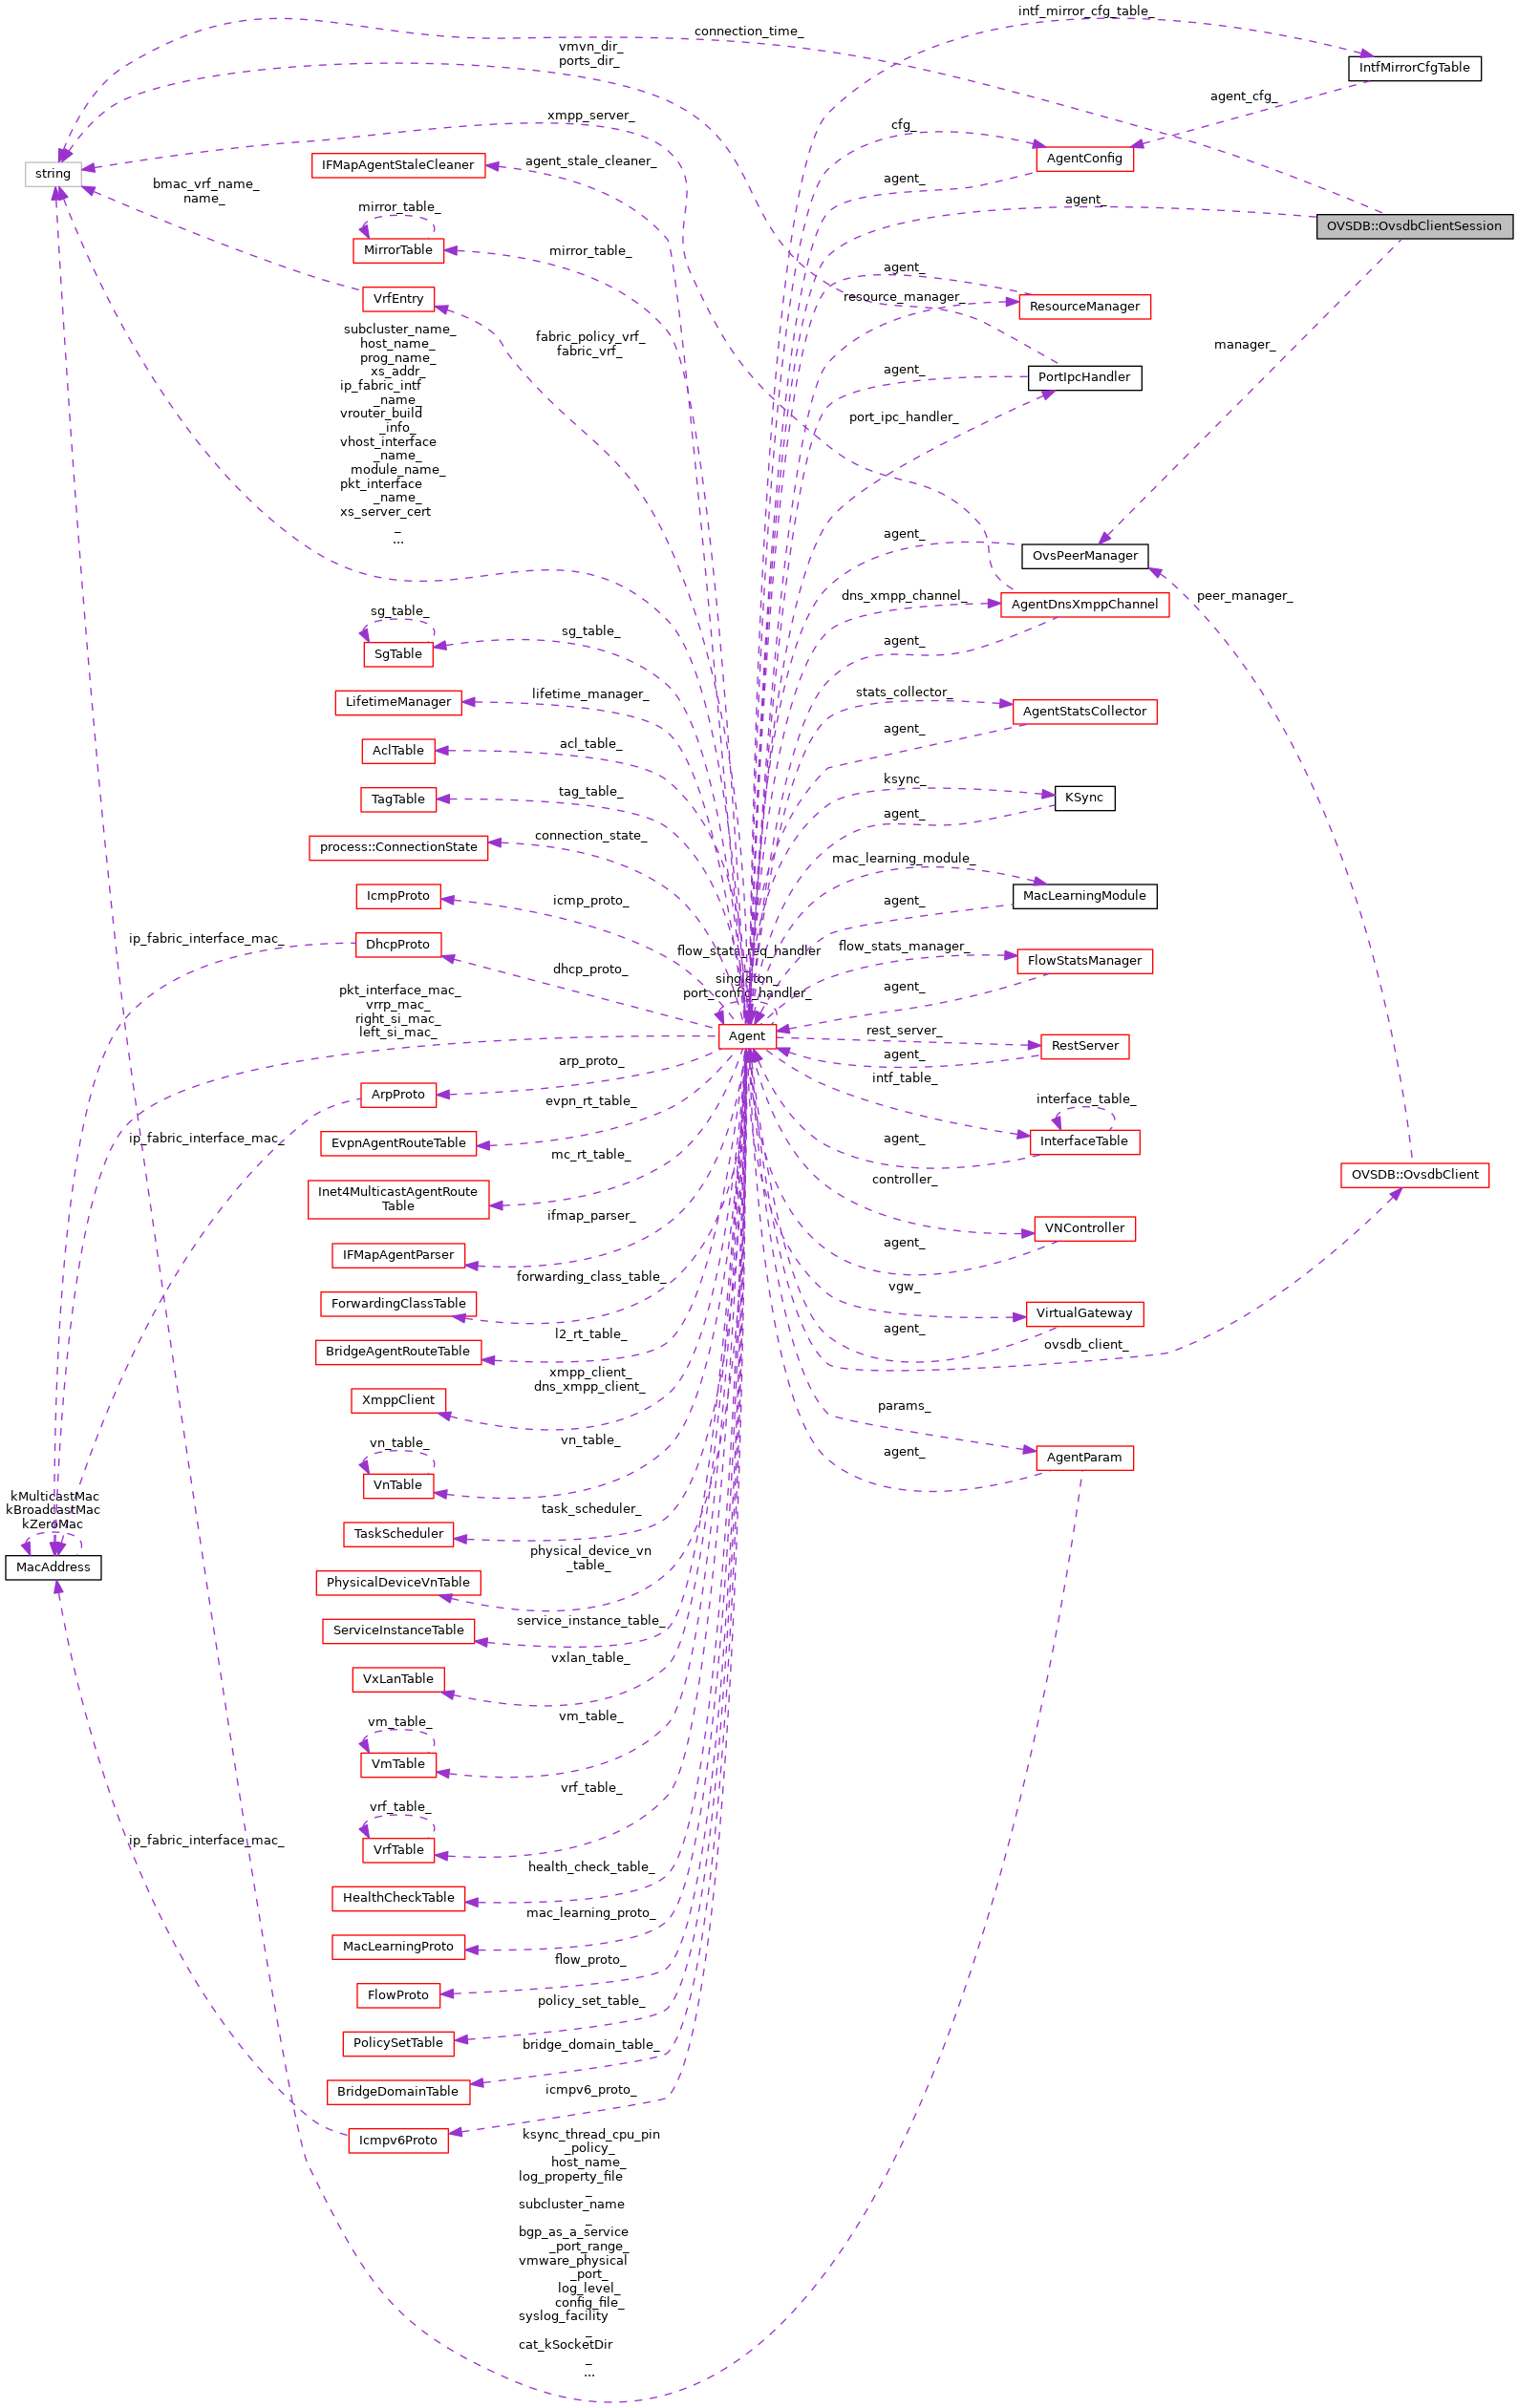 intf_mirror_cfg_table_
connection_time_
vmvn_dir_
ports_dir_
IntfMirrorCfgTable
agent_cfg_
xmpp_server_
cfg_
AgentConfig
IFMapAgentStaleCleaner
agent_stale_cleaner_
string
agent_
bmac_vrf_name_
name_
agent_
mirror_table_
OVSDB::OvsdbClientSession
MirrorTable
mirror_table_
agent_
VrfEntry
resource_manager_
ResourceManager
subcluster_name_
host_name_
prog_name_
xs_addr_
ip_fabric_intf
_name_
vrouter_build
_info_
vhost_interface
_name_
module_name_
pkt_interface
_name_
xs_server_cert
_
...
fabric_policy_vrf_
fabric_vrf_
manager_
agent_
PortIpcHandler
port_ipc_handler_
agent_
OvsPeerManager
dns_xmpp_channel_
AgentDnsXmppChannel
peer_manager_
sg_table_
SgTable
sg_table_
agent_
LifetimeManager
lifetime_manager_
stats_collector_
AgentStatsCollector
agent_
AclTable
acl_table_
TagTable
tag_table_
ksync_
KSync
agent_
process::ConnectionState
connection_state_
mac_learning_module_
MacLearningModule
agent_
IcmpProto
icmp_proto_
ip_fabric_interface_mac_
DhcpProto
dhcp_proto_
flow_stats_req_handler
_
singleton_
port_config_handler_
flow_stats_manager_
FlowStatsManager
agent_
pkt_interface_mac_
vrrp_mac_
right_si_mac_
left_si_mac_
Agent
rest_server_
RestServer
agent_
ArpProto
arp_proto_
intf_table_
interface_table_
InterfaceTable
agent_
ip_fabric_interface_mac_
EvpnAgentRouteTable
evpn_rt_table_
Inet4MulticastAgentRoute
Table
mc_rt_table_
controller_
OVSDB::OvsdbClient
VNController
agent_
IFMapAgentParser
ifmap_parser_
ForwardingClassTable
forwarding_class_table_
vgw_
VirtualGateway
agent_
ovsdb_client_
BridgeAgentRouteTable
l2_rt_table_
XmppClient
xmpp_client_
dns_xmpp_client_
params_
AgentParam
agent_
vn_table_
VnTable
vn_table_
kMulticastMac
kBroadcastMac
kZeroMac
MacAddress
TaskScheduler
task_scheduler_
PhysicalDeviceVnTable
physical_device_vn
_table_
ServiceInstanceTable
service_instance_table_
VxLanTable
vxlan_table_
vm_table_
VmTable
vm_table_
vrf_table_
VrfTable
vrf_table_
ip_fabric_interface_mac_
HealthCheckTable
health_check_table_
MacLearningProto
mac_learning_proto_
FlowProto
flow_proto_
PolicySetTable
policy_set_table_
BridgeDomainTable
bridge_domain_table_
Icmpv6Proto
icmpv6_proto_
ksync_thread_cpu_pin
_policy_
host_name_
log_property_file
_
subcluster_name
_
bgp_as_a_service
_port_range_
vmware_physical
_port_
log_level_
config_file_
syslog_facility
_
cat_kSocketDir
_
...